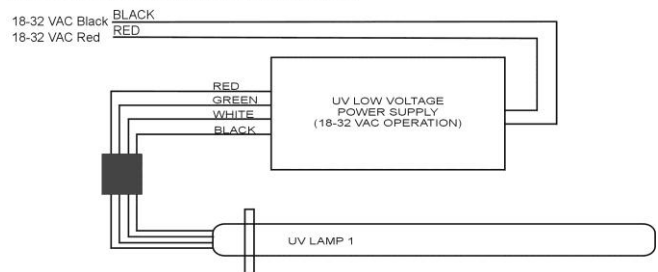 18-32 VAC Black BLACK
18-32 VAC Red RED
RED
GREEN
WHITE
BLACK
UV LOW VOLTAGE
POWER SUPPLY
(18-32 VAC OPERATION)
UV LAMP 1